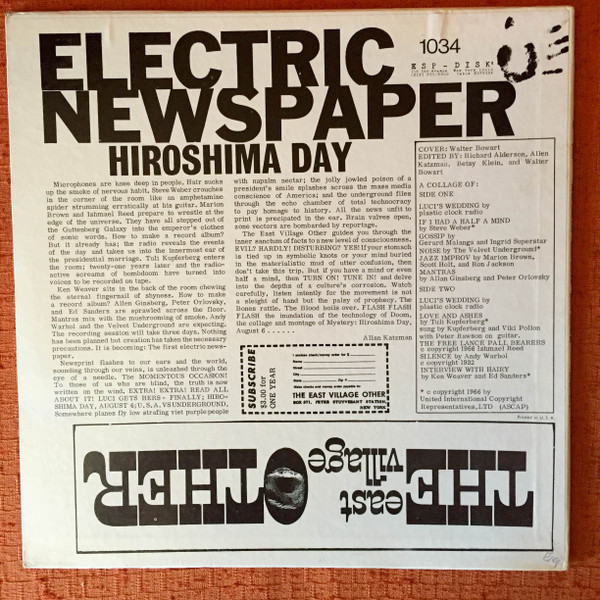 ELECTRIC
NEWSPAPER
HIROSHIMA DAY
1034
ESP-DISK'
Microphones are knee deep in people, Hair sucks
up the smoke of nervous habit, Steve Weber crouches
in the corner of the room like an amphetamine
spider strumming erratically at his guitar. Marion
Brown and Ishmael Reed prepare to wrestle at the
edge of the universe. They have all stepped out of
the Guttenberg Galaxy into the emperor's clothes
of sonic words. How to make a record album?
But it already has; the radio reveals the events
of the day and takes us into the innermost ear of
the presidential marriage. Tuli Kupferberg enters
the room; twenty-one years later and the radio-
active screams of bombdoom have turned into
voices to be recorded on tape.
Ken Weaver sits in the back of the room chewing
the eternal fingernail of shyness. How to make a
record album? Allen Ginsberg, Peter Orlovsky,
and Ed Sanders are sprawled across the floor.
Mantras mix with the mushrooming of smoke. Andy
Warhol and the Velvet Underground are expecting.
The recording session will take three days. Nothing
has been planned but creation has taken the necessary
precautions. It is becoming: The first electric news-
paper.
Newsprint flashes to our ears and the world,
sounding through our veins, is unleashed through the
eye of a needle. The MOMENTOUS OCCASION!
To those of us who are blind, the truth is now
written on the wind. EXTRA! EXTRA! READ ALL
ABOUT IT! LUCI GETS HERS - FINALLY; HIRO-
SHIMA DAY, AUGUST 6; U.S.A. VS UNDERGROUND.
Somewhere planes fly low strafing viet purple people
with napalm nectar; the jolly jowled poison of a
president's smile splashes across the mass media
conscience of America; and the underground flies
through the echo chamber of total technocracy
to pay homage to history. All the news unfit to
print is presipated in the ear. Brain valves open,
some vectors are bombarded by reportage.
The East Village Other guides you through the
inner sanctum of facts to a new level of consciousness.
EVIL? HARDLY! DISTURBING? YES! If your stomach
is tied up in symbolic knots or your mind buried
in the materialistic mud of utter confusion, then
don't take this trip. But if you have a mind or even
half a mind, then TURN ON! TUNE IN! and delve
into the depths of a culture's corrosion. Watch
carefully, listen intently for the movement is not
a sleight of hand but the palsy of prophecy. The
Bones rattle. The Blood boils over. FLASH FLASH
FLASH the inundation of the technology of Doom,
the collage and montage of Mystery: Hiroshima Day,
August 6 ......
Allan Katzman
SUBSCRIBE!
$3.00 for
ONE YEAR
Name
Street
State
Zip #
Make checks and money order payable to:
THE EAST VILLAGE OTHER
BOX 571, PETER STUYVESANT STATION,
NEW YORK
COVER: Walter Bowart
EDITED BY: Richard Alderson, Allen
Katzman, Betsy Klein, and Walter
Bowart
A COLLAGE OF:
SIDE ONE
LUCI'S WEDDING by
plastic clock radio
IF I HAD A HALF A MIND
by Steve Weber*
GOSSIP by
Gerard Malanga and Ingrid Superstar
NOISE by The Velvet Underground*
JAZZ IMPROV by Marion Brown,
Scott Holt, and Ron Jackson
MANTRAS
by Allan Ginsberg and Peter Orlovsky
SIDE TWO
LUCI'S WEDDING by
plastic clock radio
LOVE AND ASHES
by Tuli Kupferberg*
sung by Kupferberg and Viki Pollon
with Peter Rawson on guitar.
THE FREE LANCE PALL BEARERS
© copyright 1966 Ishmael Reed
SILENCE by Andy Warhol
© copyright 1932
INTERVIEW WITH HAIRY
by Ken Weaver and Ed Sanders*
* © copyright 1966 by
United International Copyright
Representatives, LTD (ASCAP)
Printed in U.S.A.
THE east village OTHER